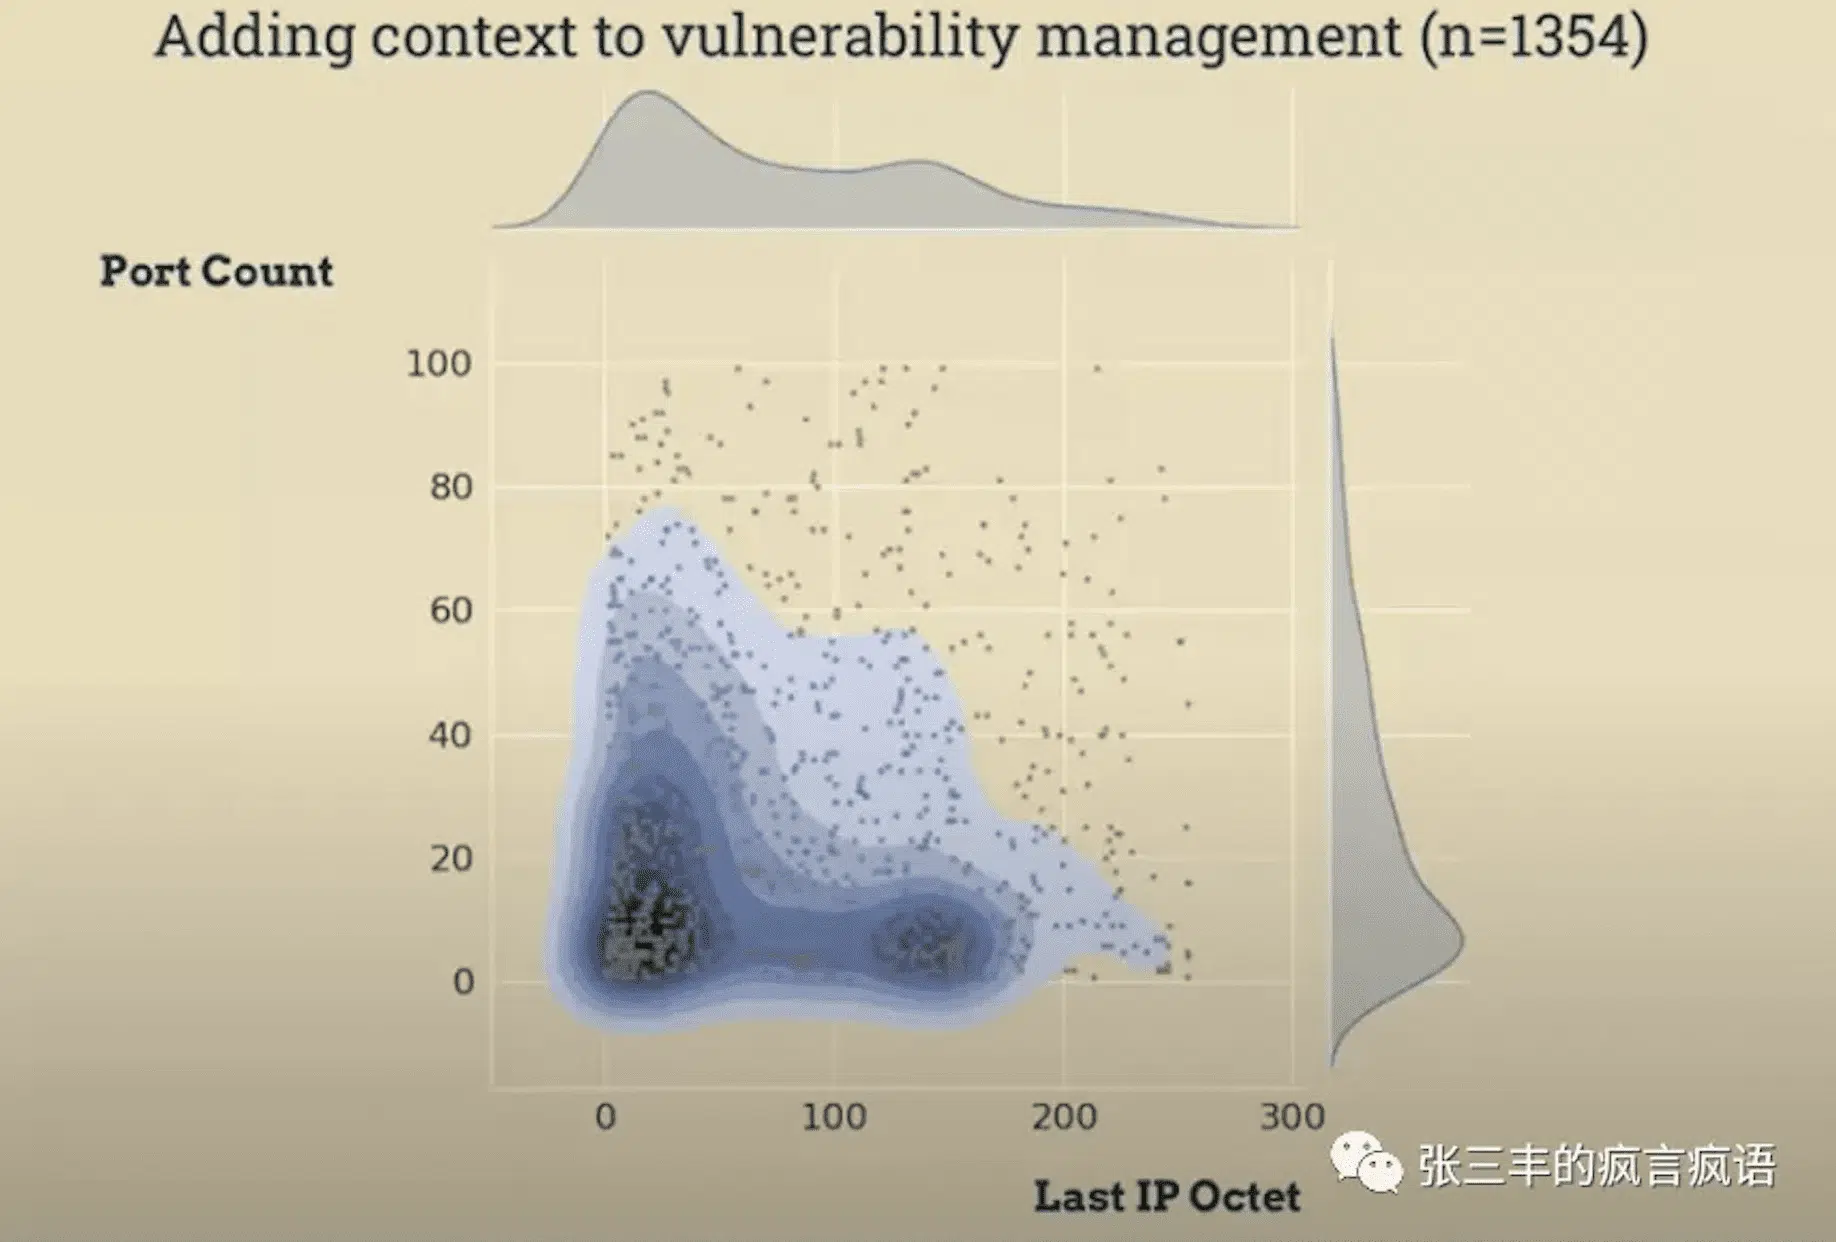 Adding context to vulnerability management (n=1354)
Port Count
100
80
60
40
20
0
0 100 200 300
Last IP Octet
张三丰的疯言疯语